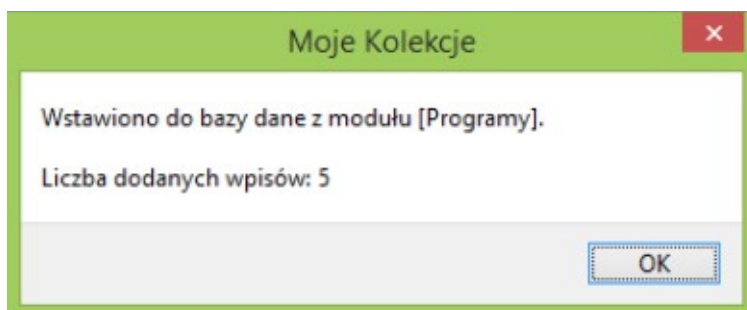 Moje Kolekcje
Wstawiono do bazy dane z modułu [Programy].
Liczba dodanych wpisów: 5
OK